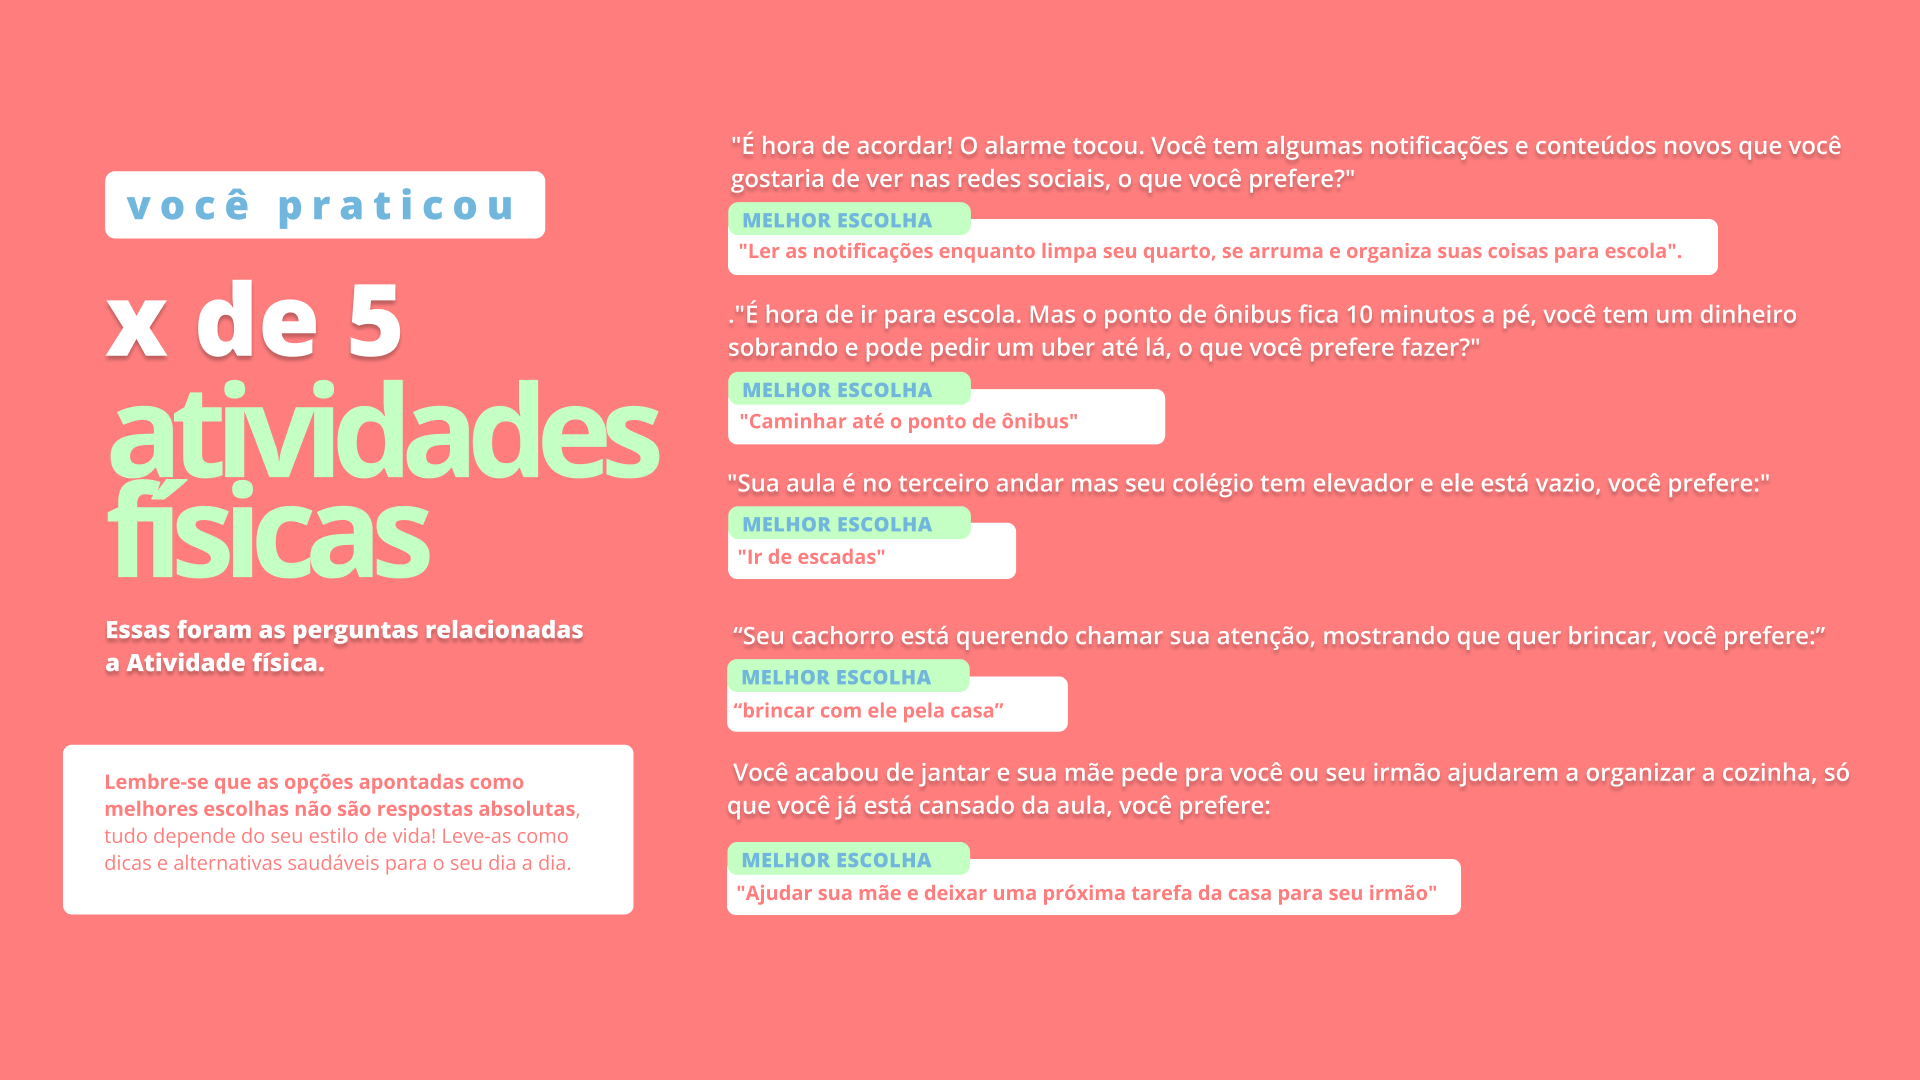 você praticou
x de 5
atividades
físicas
Essas foram as perguntas relacionadas
a Atividade física.
Lembre-se que as opções apontadas como
melhores escolhas não são respostas absolutas,
tudo depende do seu estilo de vida! Leve-as como
dicas e alternativas saudáveis para o seu dia a dia.
"É hora de acordar! O alarme tocou. Você tem algumas notificações e conteúdos novos que você
gostaria de ver nas redes sociais, o que você prefere?"
MELHOR ESCOLHA
"Ler as notificações enquanto limpa seu quarto, se arruma e organiza suas coisas para escola".
."É hora de ir para escola. Mas o ponto de ônibus fica 10 minutos a pé, você tem um dinheiro
sobrando e pode pedir um uber até lá, o que você prefere fazer?"
MELHOR ESCOLHA
"Caminhar até o ponto de ônibus"
"Sua aula é no terceiro andar mas seu colégio tem elevador e ele está vazio, você prefere:"
MELHOR ESCOLHA
"Ir de escadas"
“Seu cachorro está querendo chamar sua atenção, mostrando que quer brincar, você prefere:”
MELHOR ESCOLHA
“brincar com ele pela casa”
Você acabou de jantar e sua mãe pede pra você ou seu irmão ajudarem a organizar a cozinha, só
que você já está cansado da aula, você prefere:
MELHOR ESCOLHA
"Ajudar sua mãe e deixar uma próxima tarefa da casa para seu irmão"